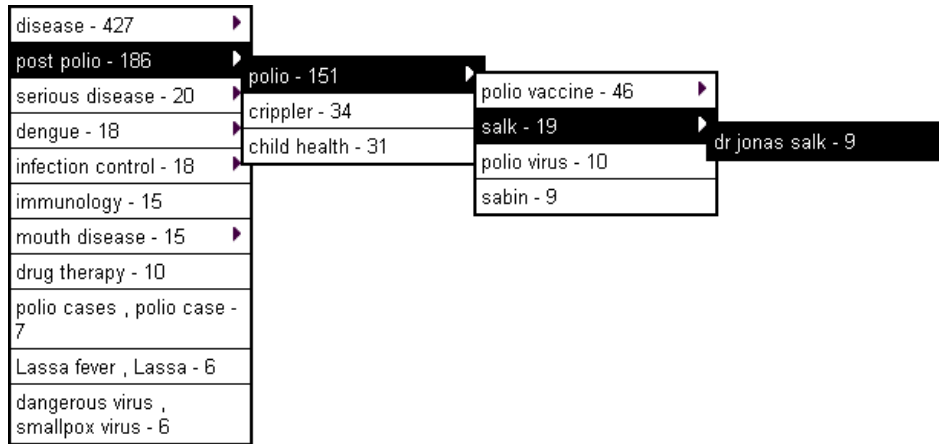 disease - 427
post polio - 186
serious disease - 20
dengue - 18
infection control - 18
immunology - 15
mouth disease - 15
drug therapy - 10
polio cases , polio case -
7
Lassa fever , Lassa - 6
dangerous virus ,
smallpox virus - 6
polio - 151
crippler - 34
child health - 31
polio vaccine - 46
salk - 19
polio virus - 10
sabin - 9
dr jonas salk - 9